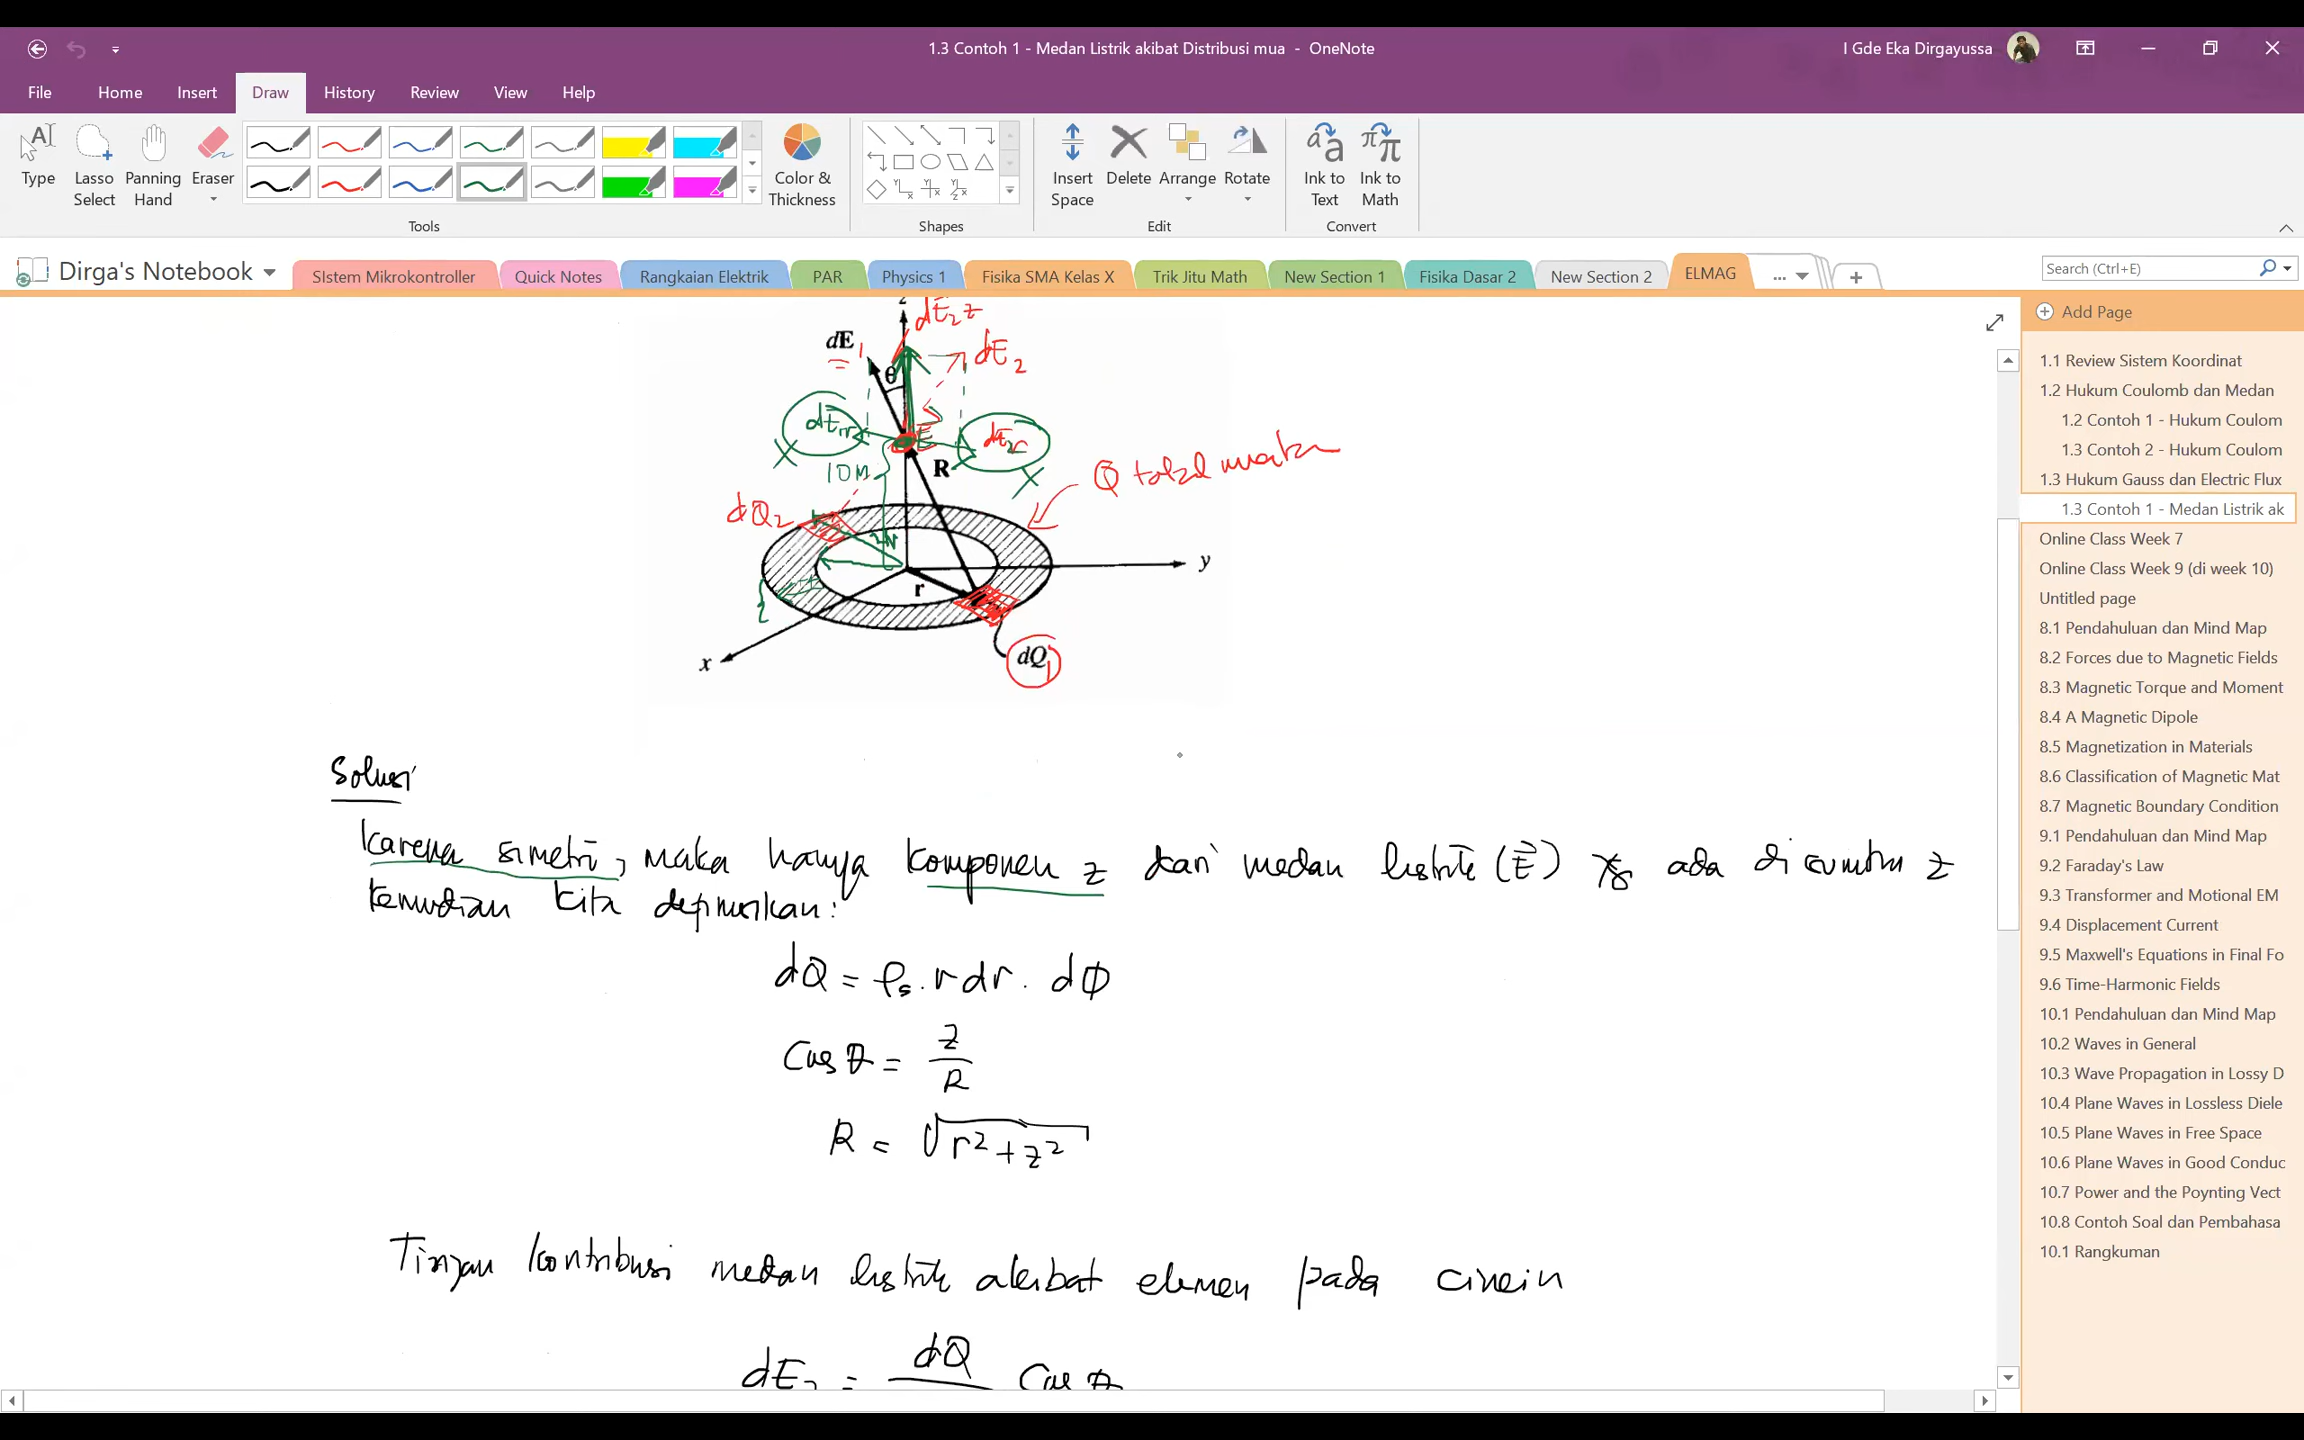 1.3 Contoh 1 - Medan Listrik akibat Distribusi mua - OneNote
I Gde Eka Dirgayussa
File Home Insert Draw History Review View Help
Type
Lasso Select
Panning Hand
Eraser
Color & Thickness
Insert Space
Delete
Arrange
Rotate
Ink to Text
Ink to Math
Tools
Shapes
Edit
Convert
Dirga's Notebook
SIstem Mikrokontroller
Quick Notes
Rangkaian Elektrik
PAR
Physics 1
Fisika SMA Kelas X
Trik Jitu Math
New Section 1
Fisika Dasar 2
New Section 2
ELMAG
...
Search (Ctrl+E)
z
dE₂z
dE₁
dE₂
θ
dE₁r
dE₂r
10M
R
Q total muatan
dQ₂
y
r
x
dQ₁
Solusi
Karena simetri, maka hanya komponen z dari medan listrik (E⃗) yg ada di sumbu z
kemudian kita definisikan:
dQ = ρₛ . r dr . dϕ
Cos θ = z/R
R = √(r² + z²)
Tinjau kontribusi medan listrik akibat elemen pada cincin
dQ
Cos θ
Add Page
1.1 Review Sistem Koordinat
1.2 Hukum Coulomb dan Medan
1.2 Contoh 1 - Hukum Coulom
1.3 Contoh 2 - Hukum Coulom
1.3 Hukum Gauss dan Electric Flux
1.3 Contoh 1 - Medan Listrik ak
Online Class Week 7
Online Class Week 9 (di week 10)
Untitled page
8.1 Pendahuluan dan Mind Map
8.2 Forces due to Magnetic Fields
8.3 Magnetic Torque and Moment
8.4 A Magnetic Dipole
8.5 Magnetization in Materials
8.6 Classification of Magnetic Mat
8.7 Magnetic Boundary Condition
9.1 Pendahuluan dan Mind Map
9.2 Faraday's Law
9.3 Transformer and Motional EM
9.4 Displacement Current
9.5 Maxwell's Equations in Final Fo
9.6 Time-Harmonic Fields
10.1 Pendahuluan dan Mind Map
10.2 Waves in General
10.3 Wave Propagation in Lossy D
10.4 Plane Waves in Lossless Diele
10.5 Plane Waves in Free Space
10.6 Plane Waves in Good Conduc
10.7 Power and the Poynting Vect
10.8 Contoh Soal dan Pembahasa
10.1 Rangkuman